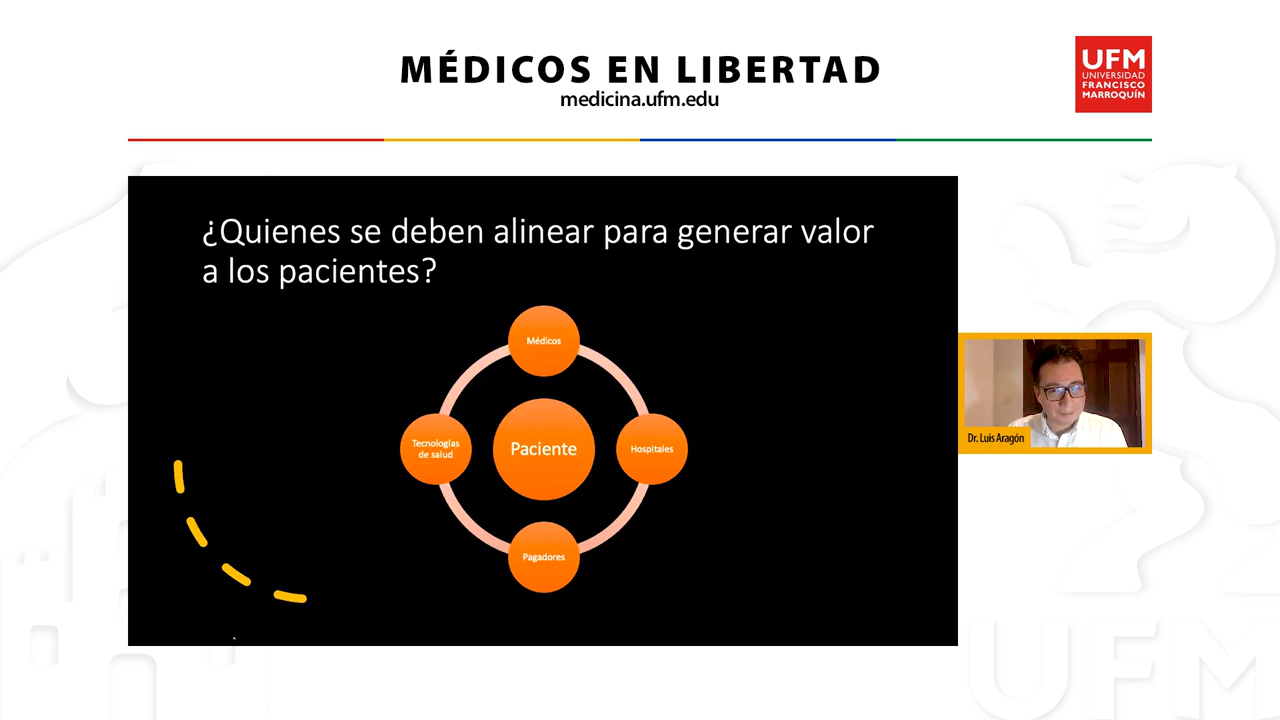 MÉDICOS EN LIBERTAD
medicina.ufm.edu
UFM
UNIVERSIDAD
FRANCISCO
MARROQUÍN
¿Quienes se deben alinear para generar valor
a los pacientes?
Médicos
Tecnologías
de salud
Paciente
Hospitales
Pagadores
Dr. Luis Aragón
UFM